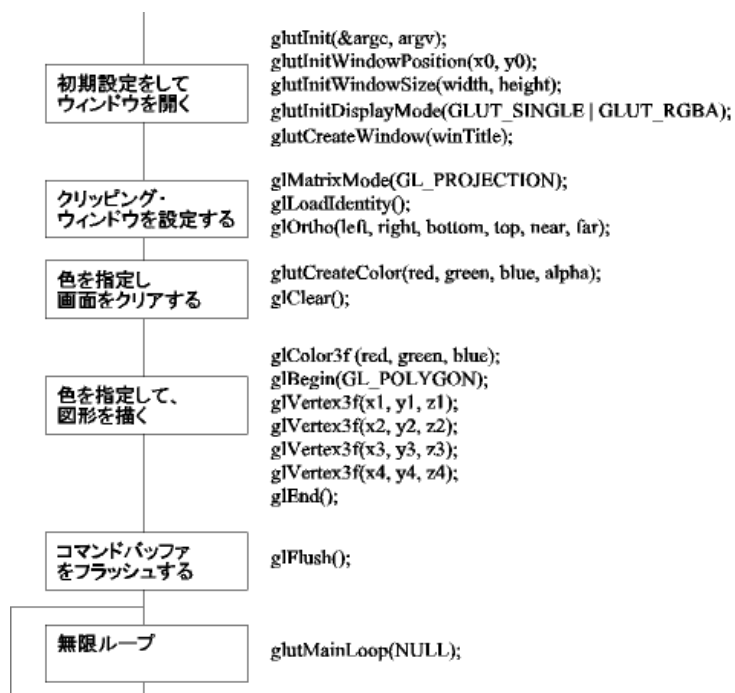 初期設定をして
ウィンドウを開く
glutInit(&argc, argv);
glutInitWindowPosition(x0, y0);
glutInitWindowSize(width, height);
glutInitDisplayMode(GLUT_SINGLE | GLUT_RGBA);
glutCreateWindow(winTitle);
クリッピング・
ウィンドウを設定する
glMatrixMode(GL_PROJECTION);
glLoadIdentity();
glOrtho(left, right, bottom, top, near, far);
色を指定し
画面をクリアする
glutCreateColor(red, green, blue, alpha);
glClear();
色を指定して、
図形を描く
glColor3f (red, green, blue);
glBegin(GL_POLYGON);
glVertex3f(x1, y1, z1);
glVertex3f(x2, y2, z2);
glVertex3f(x3, y3, z3);
glVertex3f(x4, y4, z4);
glEnd();
コマンドバッファ
をフラッシュする
glFlush();
無限ループ
glutMainLoop(NULL);